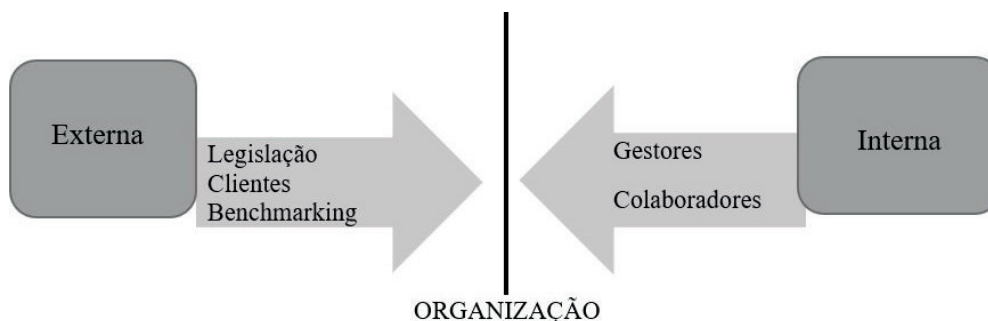 Externa
Legislação
Clientes
Benchmarking
Gestores
Colaboradores
Interna
ORGANIZAÇÃO